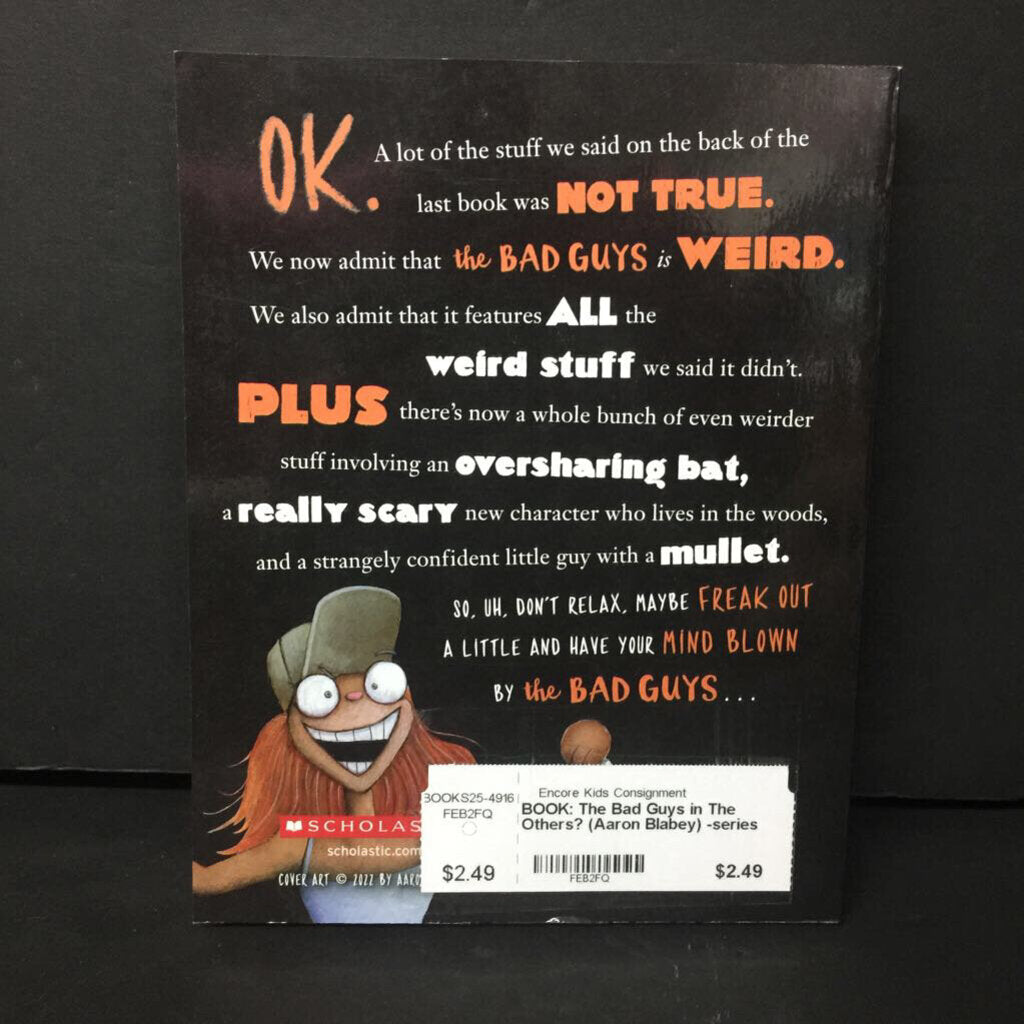 OK. A lot of the stuff we said on the back of the
last book was NOT TRUE.
We now admit that the BAD GUYS is WEIRD.
We also admit that it features ALL the
weird stuff we said it didn't.
PLUS there's now a whole bunch of even weirder
stuff involving an oversharing bat,
a really scary new character who lives in the woods,
and a strangely confident little guy with a mullet.
SO, UH, DON'T RELAX, MAYBE FREAK OUT
A LITTLE AND HAVE YOUR MIND BLOWN
BY the BAD GUYS...
SCHOLAS
scholastic.com
COVER ART © 2022 BY AARO
BOOKS25-4916
FEB2FQ
$2.49
Encore Kids Consignment
BOOK: The Bad Guys in The
Others? (Aaron Blabey) -series
FEB2FQ
$2.49